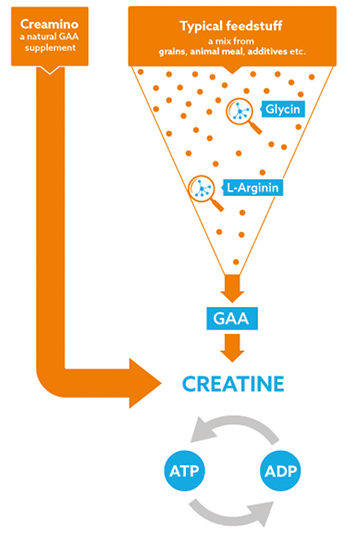 Creamino
a natural GAA
supplement
Typical feedstuff
a mix from
grains, animal meal, additives etc.
Glycin
L-Arginin
GAA
CREATINE
ATP
ADP